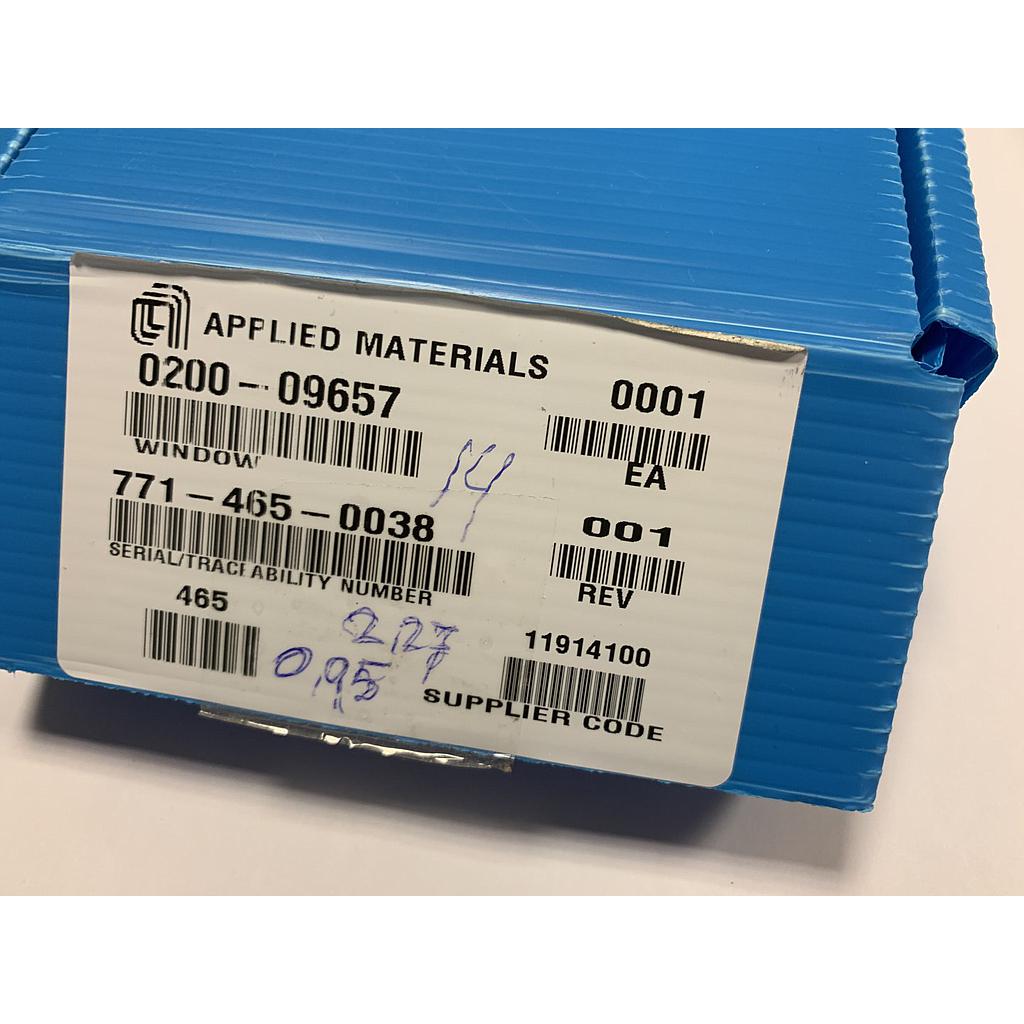 APPLIED MATERIALS
0200-09657 0001
WINDOW EA
14
771-465-0038 001
SERIAL/TRACEABILITY NUMBER REV
465 2,27 11914100
0,95 SUPPLIER CODE